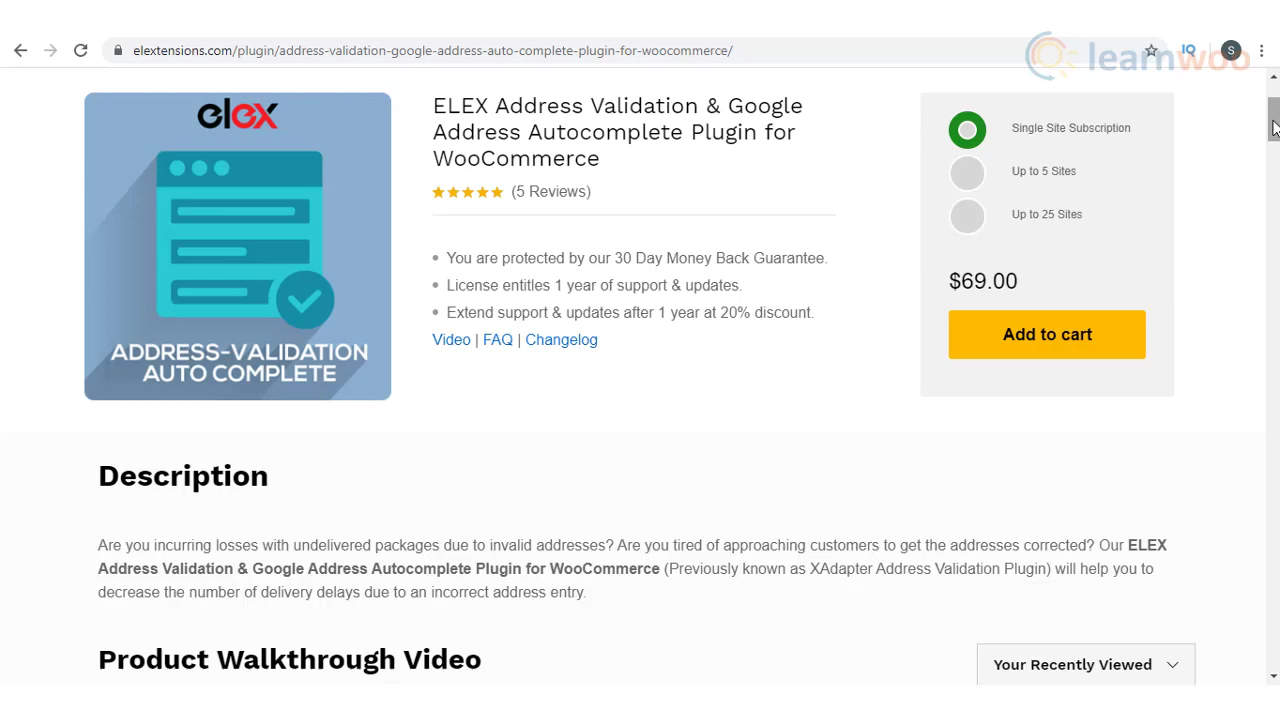 elextensions.com/plugin/address-validation-google-address-auto-complete-plugin-for-woocommerce/
IQ
S
learnwoo
elex
ADDRESS-VALIDATION
AUTO COMPLETE
ELEX Address Validation & Google
Address Autocomplete Plugin for
WooCommerce
(5 Reviews)
You are protected by our 30 Day Money Back Guarantee.
License entitles 1 year of support & updates.
Extend support & updates after 1 year at 20% discount.
Video | FAQ | Changelog
Single Site Subscription
Up to 5 Sites
Up to 25 Sites
$69.00
Add to cart
Description
Are you incurring losses with undelivered packages due to invalid addresses? Are you tired of approaching customers to get the addresses corrected? Our ELEX
Address Validation & Google Address Autocomplete Plugin for WooCommerce (Previously known as XAdapter Address Validation Plugin) will help you to
decrease the number of delivery delays due to an incorrect address entry.
Product Walkthrough Video
Your Recently Viewed